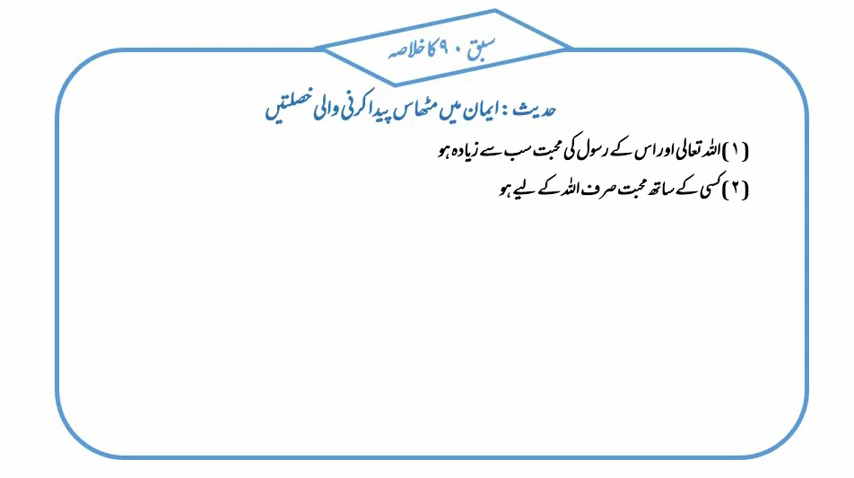 سبق ۹۰ کا خلاصہ
حدیث : ایمان میں مٹھاس پیدا کرنی والی خصلتیں
(۱) اللہ تعالی اور اس کے رسول کی محبت سب سے زیادہ ہو
(۲) کسی کے ساتھ محبت صرف اللہ کے لیے ہو